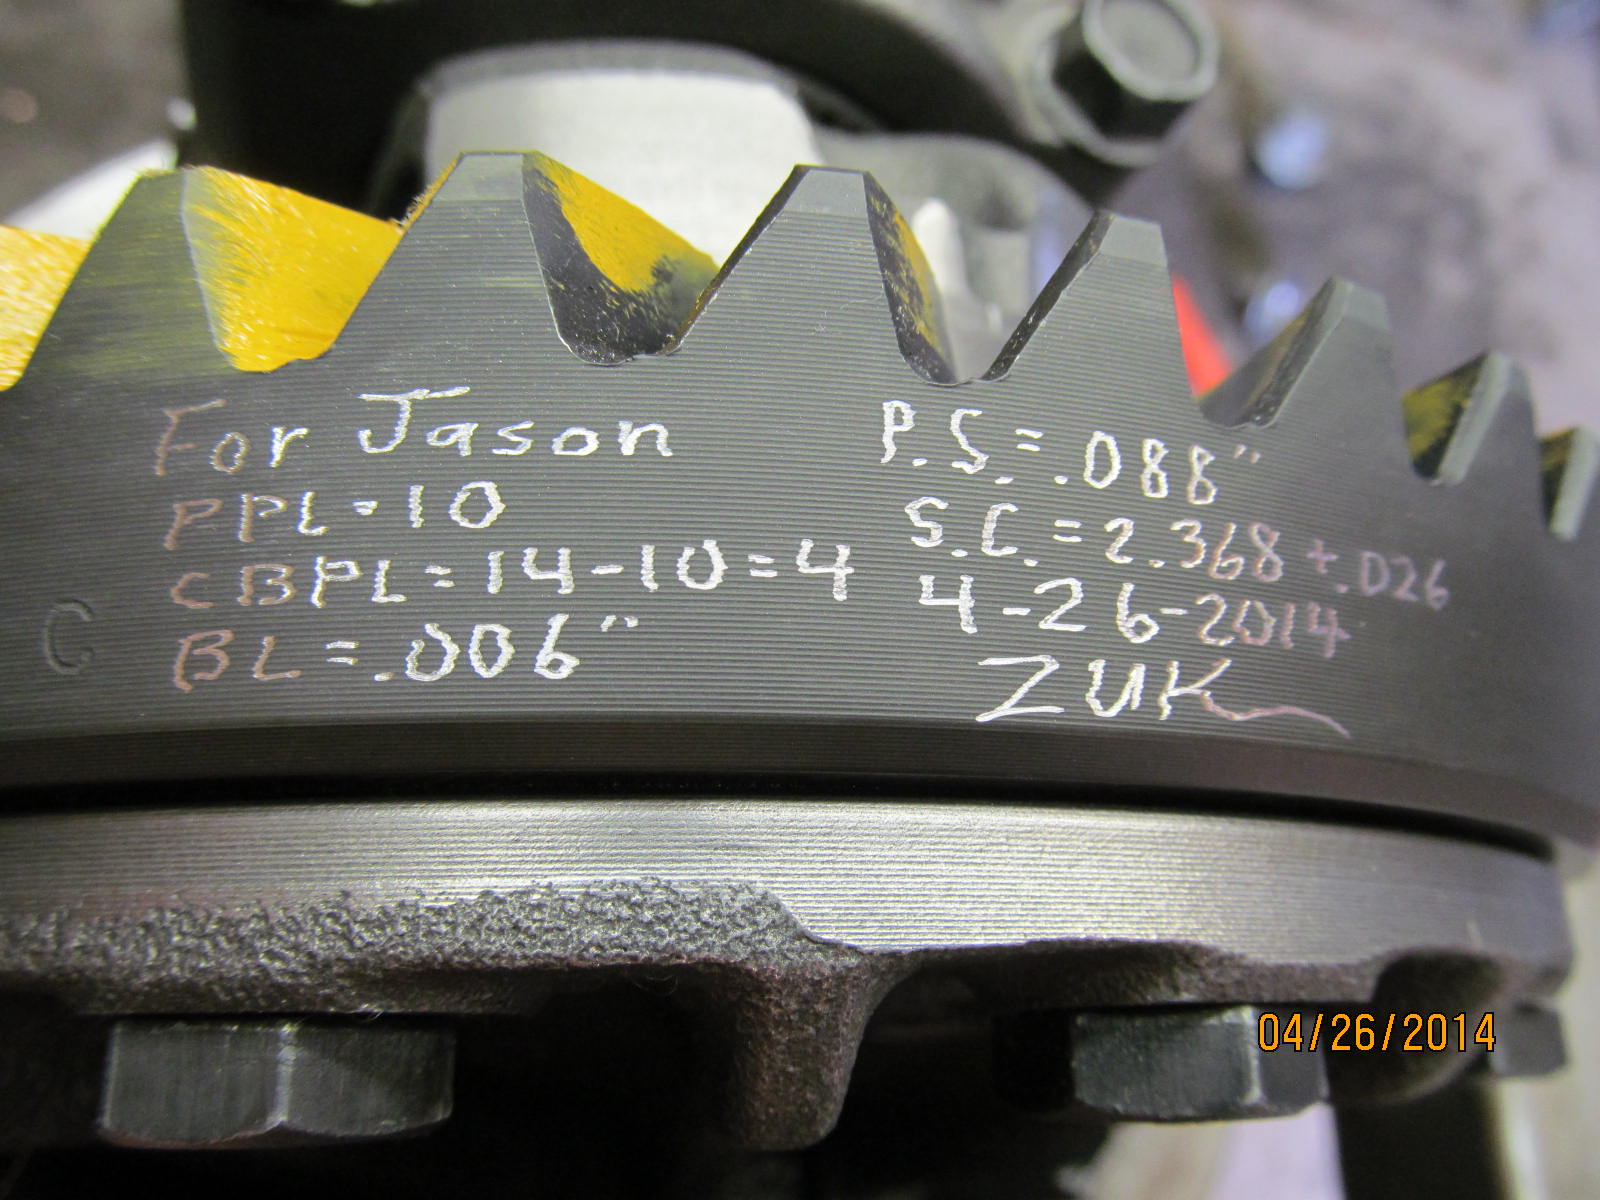 For Jason
PPL=10
CBPL=14-10=4
BL=.006"
P.S.=.088"
S.C.=2.368+.026
4-26-2014
ZUK
C
04/26/2014